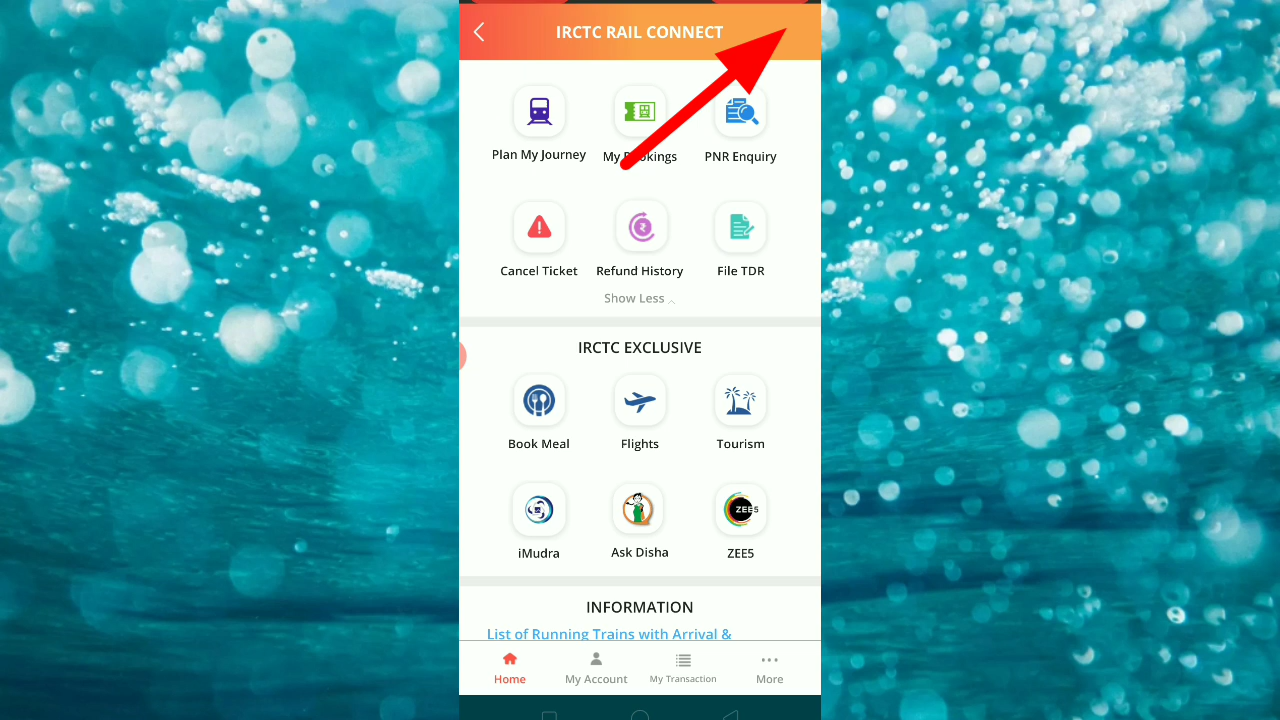 IRCTC RAIL CONNECT
Plan My Journey
My Bookings
PNR Enquiry
Cancel Ticket
Refund History
File TDR
Show Less
IRCTC EXCLUSIVE
Book Meal
Flights
Tourism
ZEE5
iMudra
Ask Disha
ZEE5
INFORMATION
List of Running Trains with Arrival &
Home
My Account
My Transaction
More